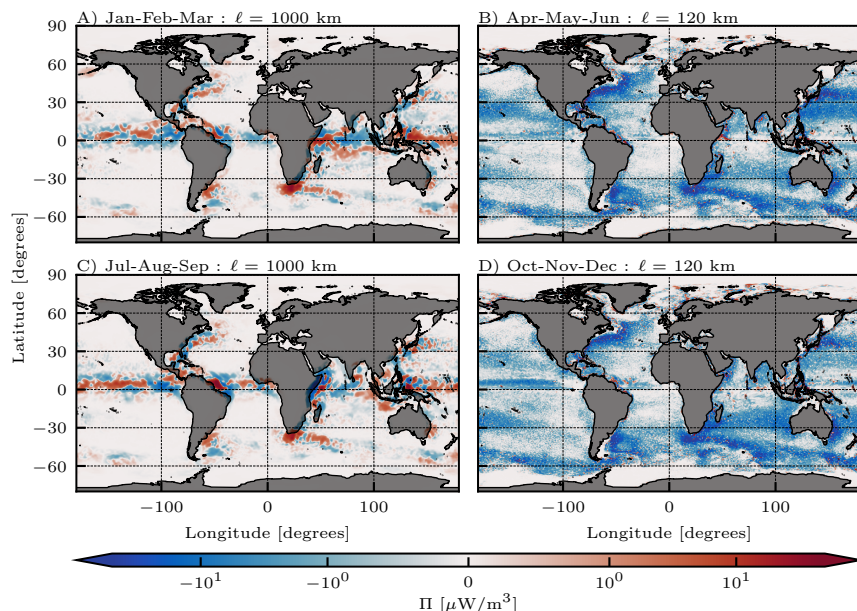 A) Jan-Feb-Mar : ℓ = 1000 km
B) Apr-May-Jun : ℓ = 120 km
90
60
30
0
−30
−60
C) Jul-Aug-Sep : ℓ = 1000 km
D) Oct-Nov-Dec : ℓ = 120 km
90
60
30
0
−30
−60
Latitude [degrees]
−100
0
100
−100
0
100
Longitude [degrees]
Longitude [degrees]
−10¹
−10⁰
0
10⁰
10¹
Π [μW/m³]